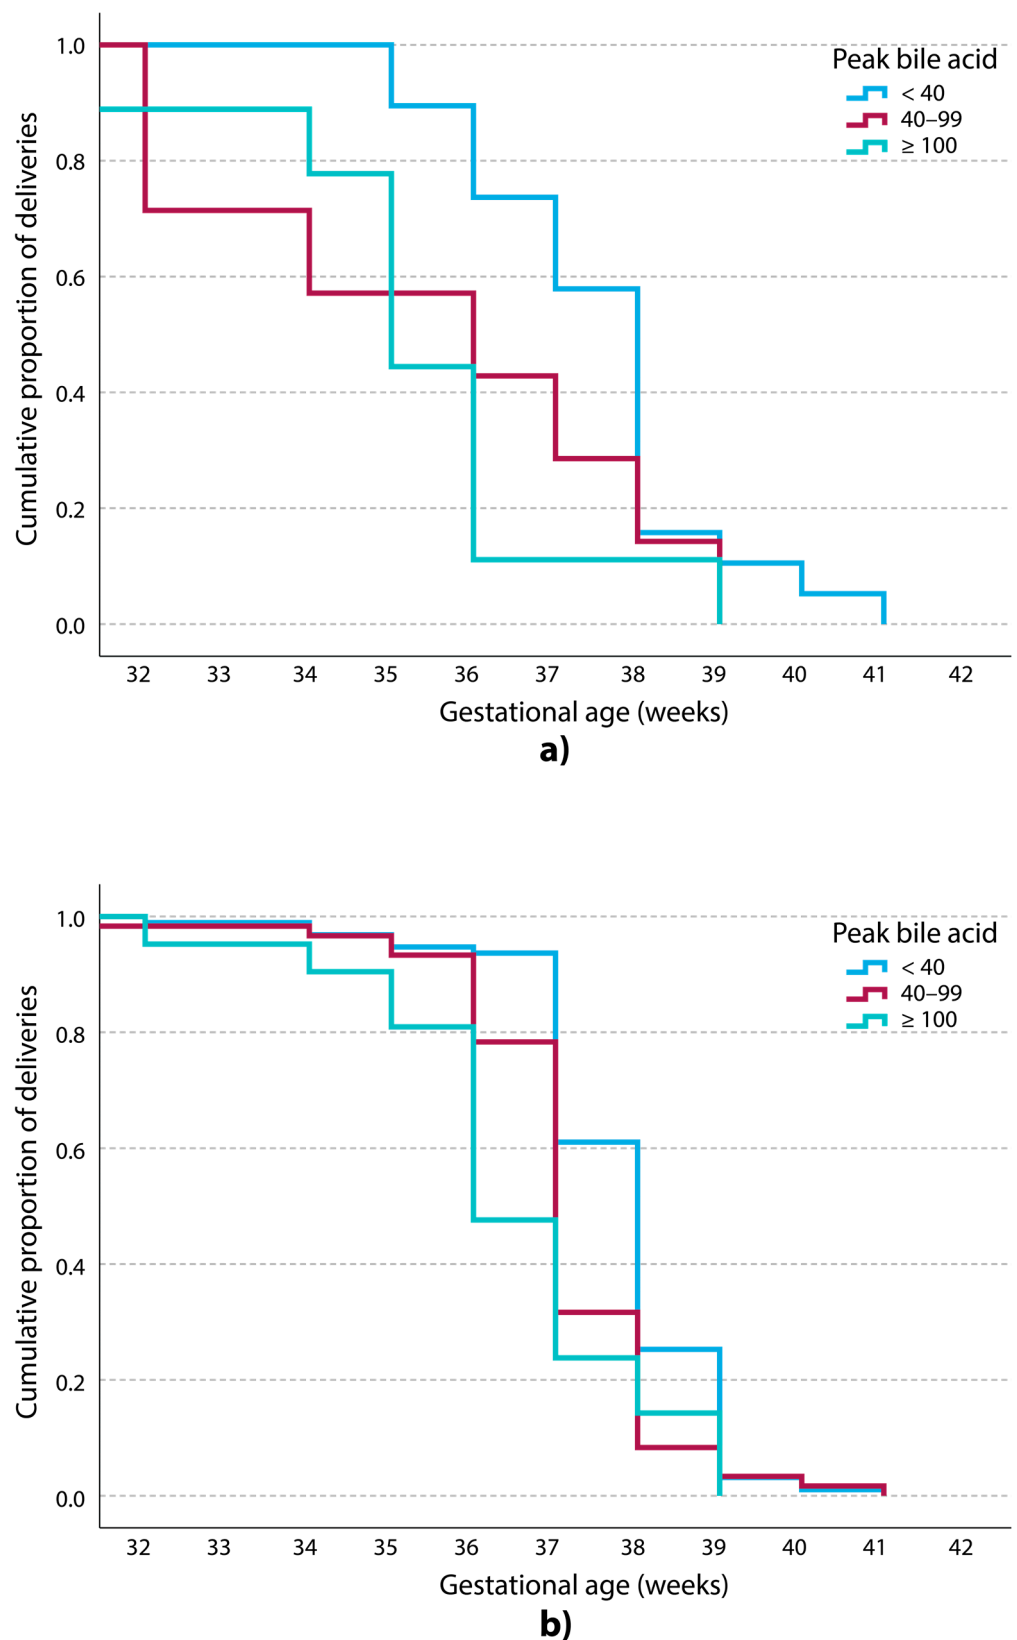 Peak bile acid
< 40
40–99
≥ 100
Cumulative proportion of deliveries
1.0
0.8
0.6
0.4
0.2
0.0
32 33 34 35 36 37 38 39 40 41 42
Gestational age (weeks)
a)
Peak bile acid
< 40
40–99
≥ 100
Cumulative proportion of deliveries
1.0
0.8
0.6
0.4
0.2
0.0
32 33 34 35 36 37 38 39 40 41 42
Gestational age (weeks)
b)